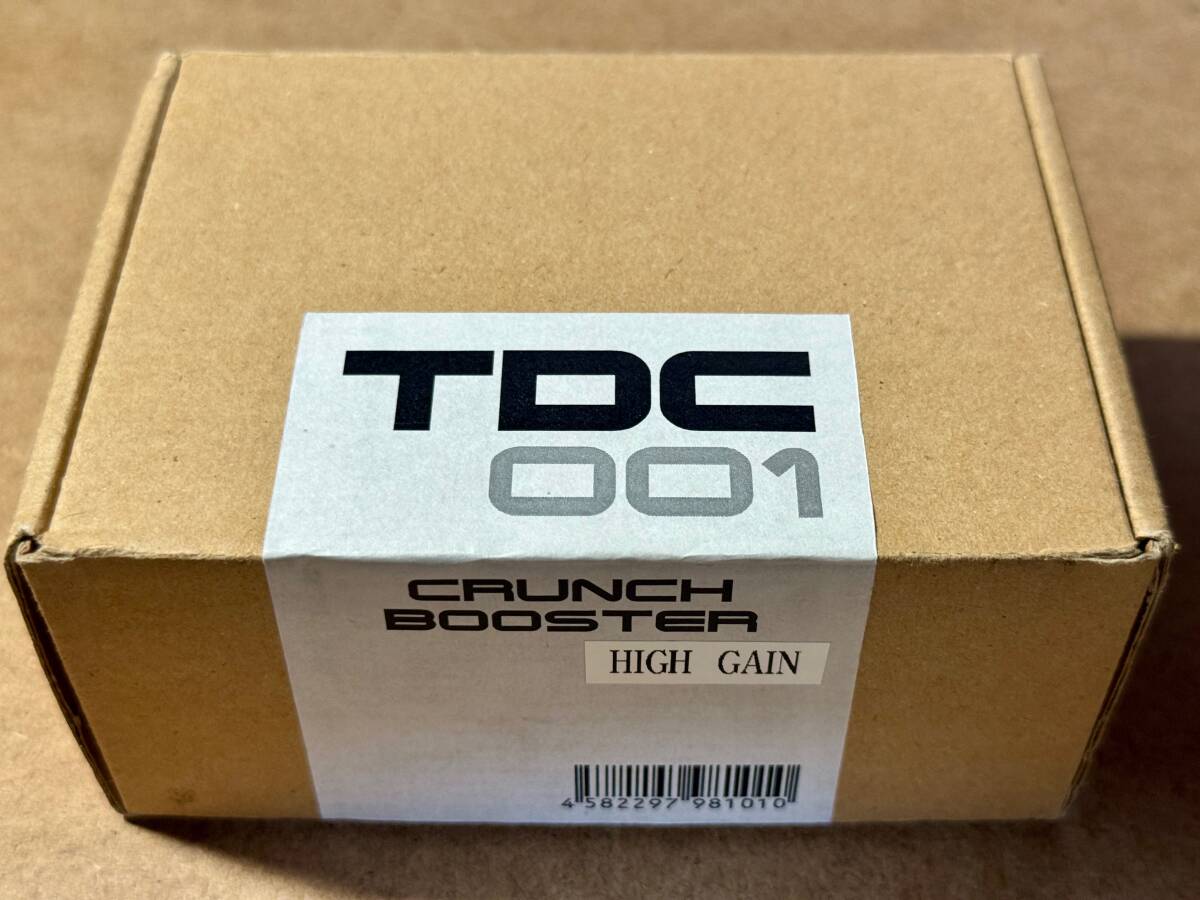 TDC
001
CRUNCH
BOOSTER
HIGH GAIN
4 582297 981010